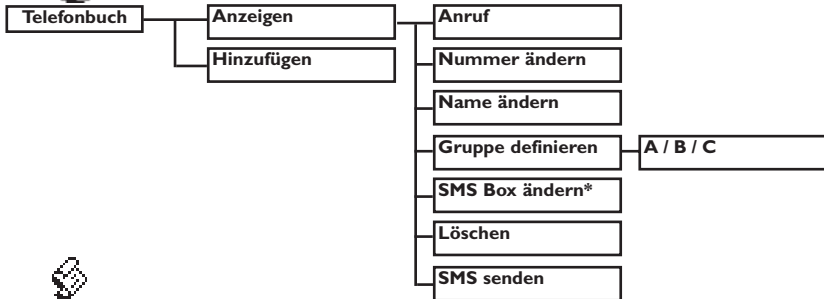 Telefonbuch
Anzeigen
Anruf
Hinzufügen
Nummer ändern
Name ändern
Gruppe definieren
A / B / C
SMS Box ändern*
Löschen
SMS senden